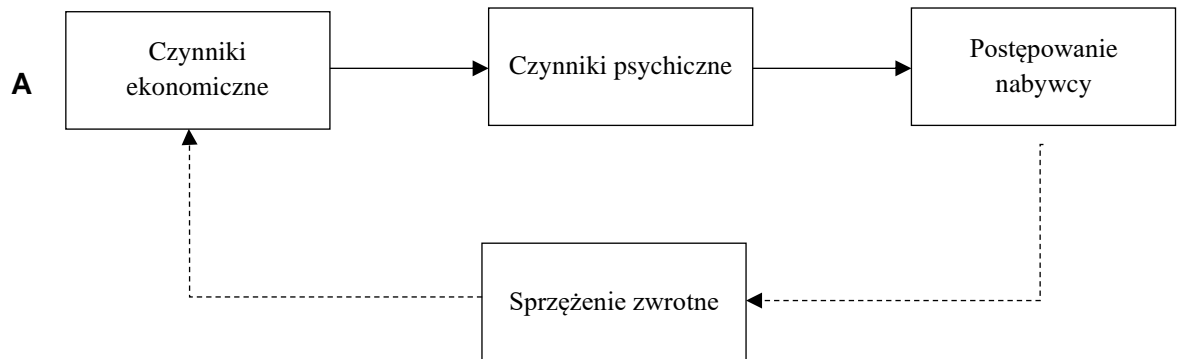 A
Czynniki
ekonomiczne
Czynniki psychiczne
Postępowanie
nabywcy
Sprzężenie zwrotne